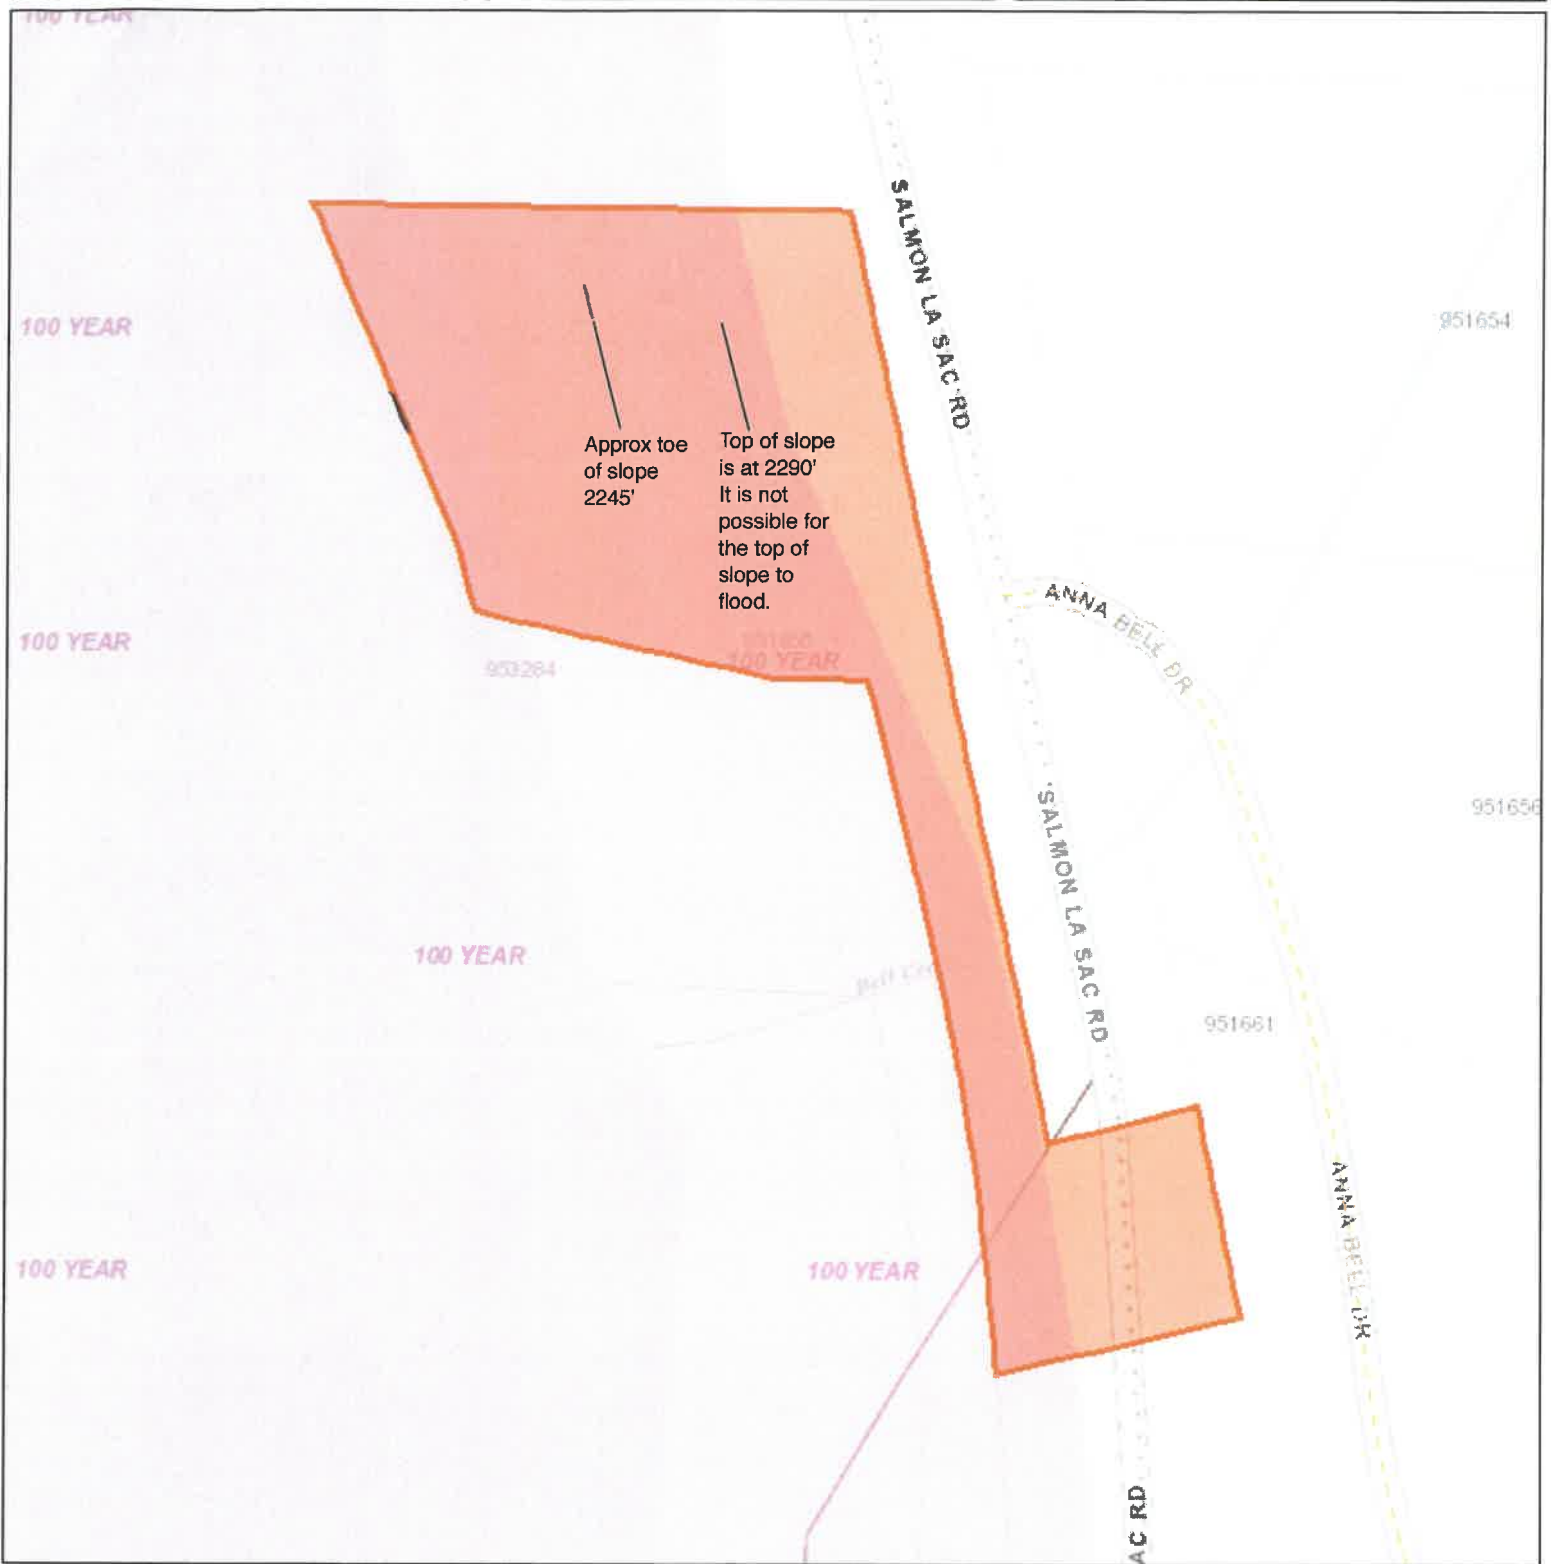 100 YEAR
SALMON LA SAC RD
100 YEAR
951654
Approx toe
of slope
2245'
Top of slope
is at 2290'
It is not
possible for
the top of
slope to
flood.
ANNA BELL DR
100 YEAR
953284
100 YEAR
951656
SALMON LA SAC RD
100 YEAR
Bell
951661
ANNA BELL DR
100 YEAR
100 YEAR
AC RD